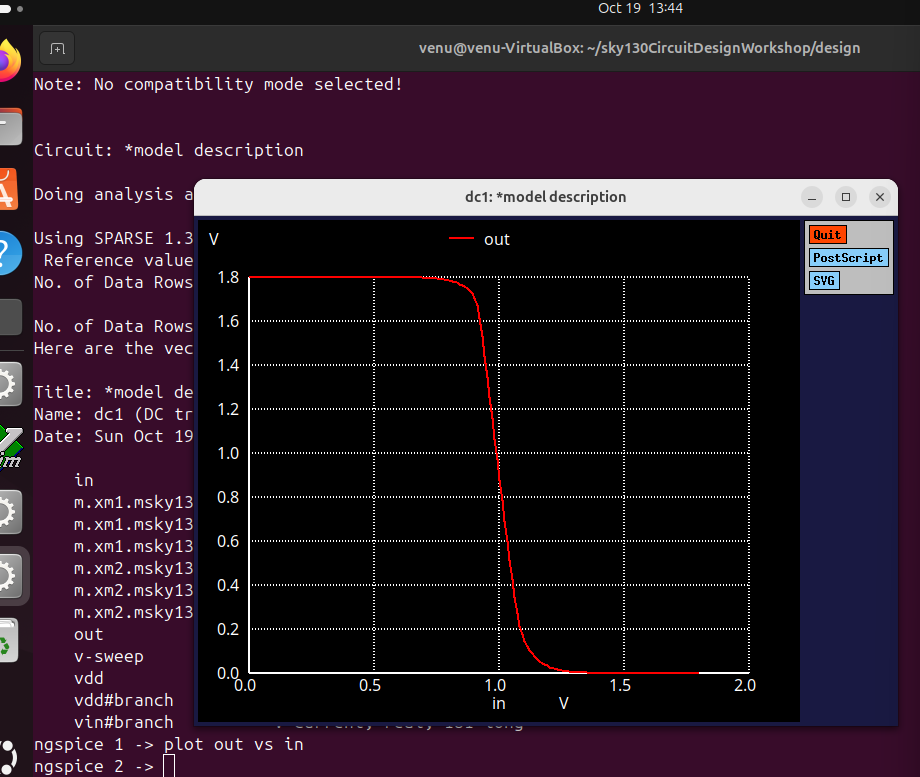 Oct 19 13:44
venu@venu-VirtualBox: ~/sky130CircuitDesignWorkshop/design
Note: No compatibility mode selected!
Circuit: *model description
Doing analysis a
Using SPARSE 1.3
Reference value
No. of Data Rows
No. of Data Rows
Here are the vec
Title: *model de
Name: dc1 (DC tr
Date: Sun Oct 19
in
m.xm1.msky13
m.xm1.msky13
m.xm1.msky13
m.xm2.msky13
m.xm2.msky13
m.xm2.msky13
out
v-sweep
vdd
vdd#branch
vin#branch
ngspice 1 -> plot out vs in
ngspice 2 ->
dc1: *model description
V
out
Quit
PostScript
SVG
1.8
1.6
1.4
1.2
1.0
0.8
0.6
0.4
0.2
0.0
0.0 0.5 1.0 1.5 2.0
in V